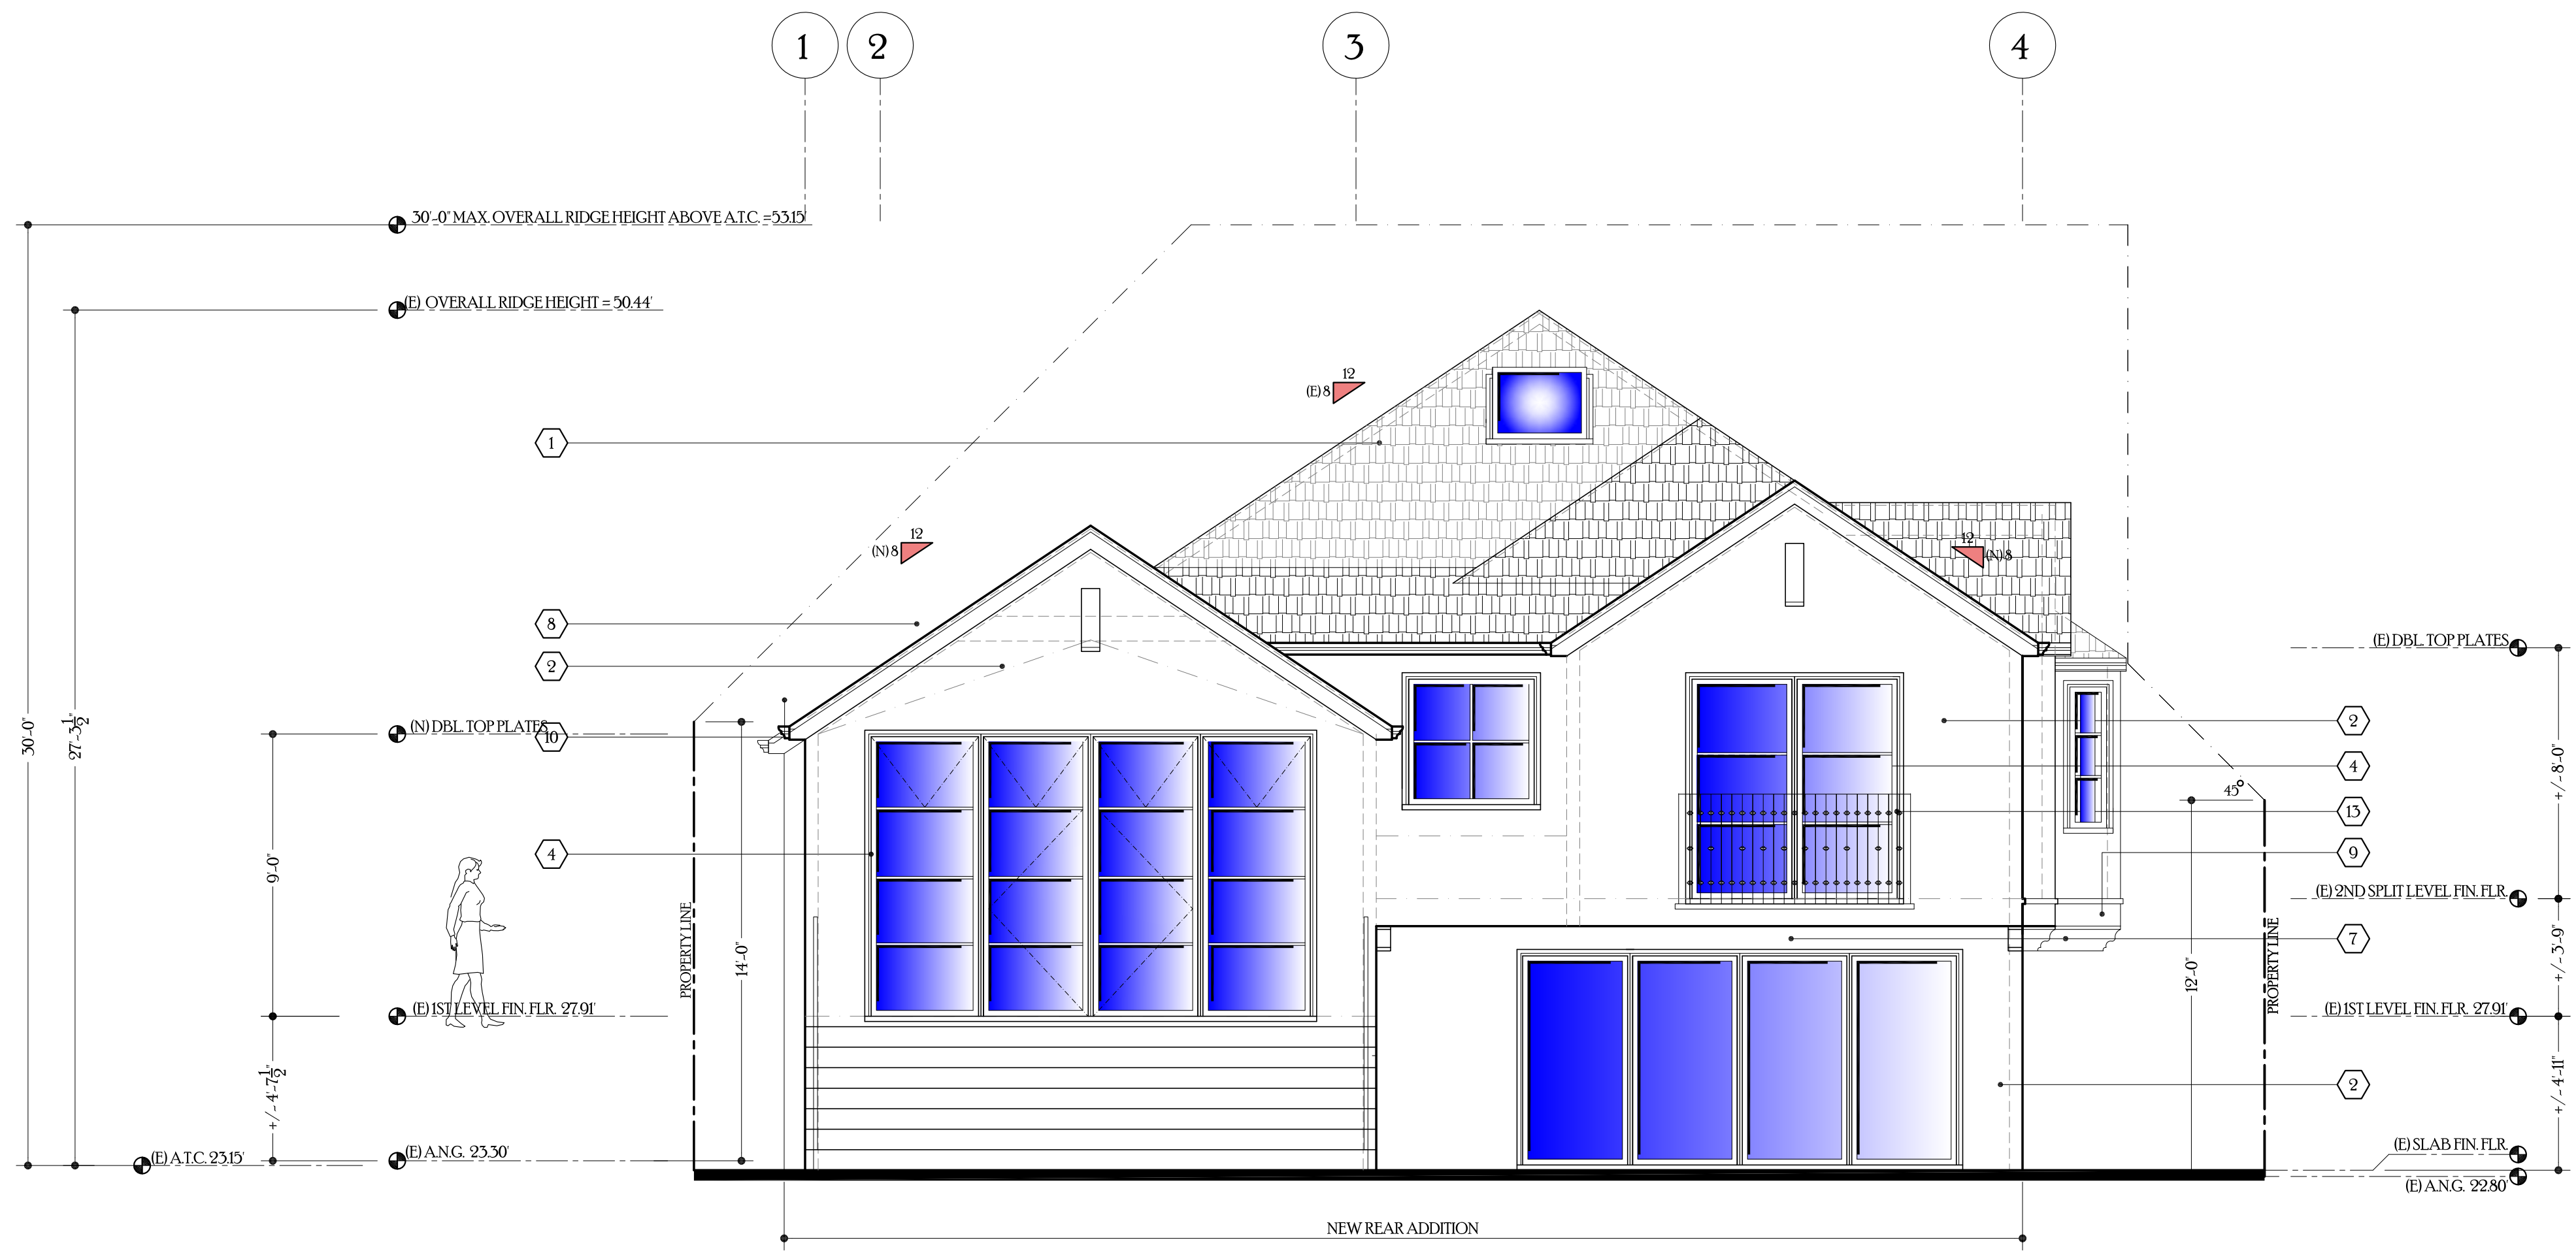 1 2 3 4
30'-0" MAX. OVERALL RIDGE HEIGHT ABOVE A.T.C. =53.15'
(E) OVERALL RIDGE HEIGHT = 50.44'
12
(E) 8
1
12
(N) 8
12
(N) 8
8
2
(E) DBL. TOP PLATES
(N) DBL. TOP PLATES
10
2
30'-0"
27'-3 1/2"
4
+/- 8'-0"
45°
13
4
9
9'-0"
(E) 2ND SPLIT LEVEL FIN. FLR.
7
+/- 3'-9"
14'-0"
12'-0"
PROPERTY LINE
PROPERTY LINE
(E) 1ST LEVEL FIN. FLR. 27.91'
(E) 1ST LEVEL FIN. FLR. 27.91'
+/- 4'-7 1/2"
2
+/- 4'-11"
(E) SLAB FIN. FLR.
(E) A.T.C. 23.15'
(E) A.N.G. 23.30'
(E) A.N.G. 22.80'
NEW REAR ADDITION